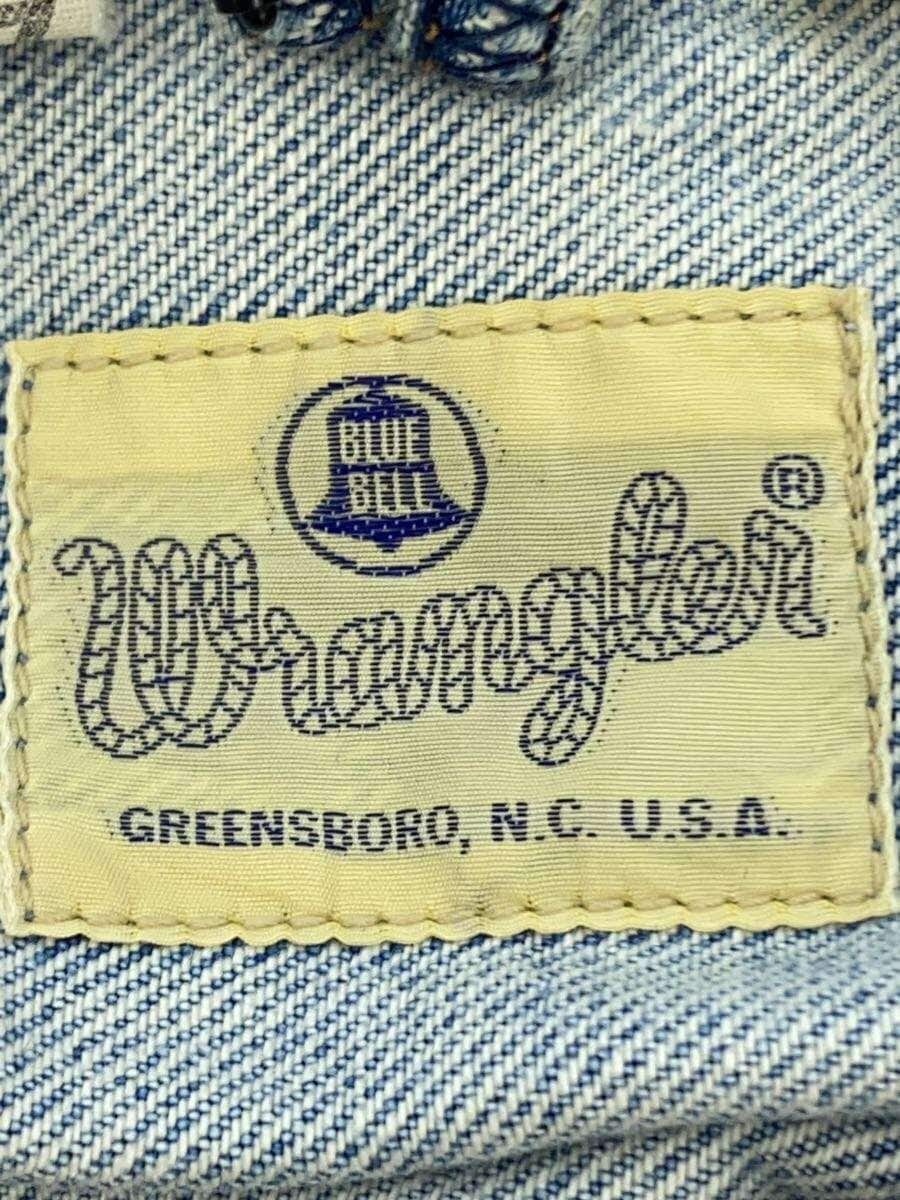 BLUE
BELL
Wrangler®
GREENSBORO, N.C. U.S.A.